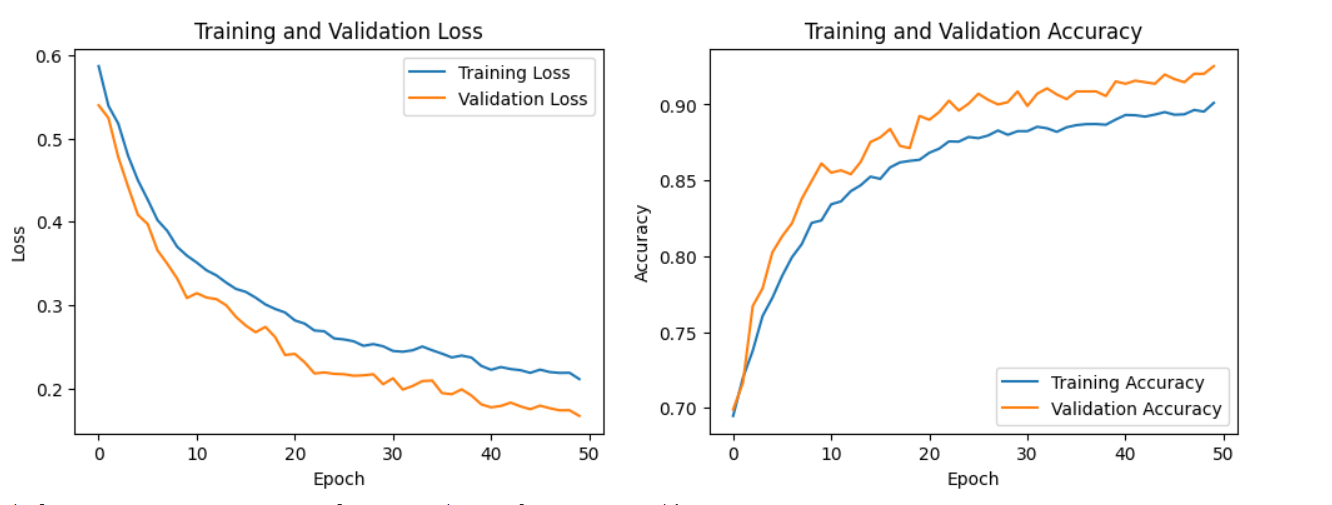 Training and Validation Loss
0.6
0.5
0.4
0.3
0.2
Loss
Training Loss
Validation Loss
0 10 20 30 40 50
Epoch
Training and Validation Accuracy
0.90
0.85
0.80
0.75
0.70
Accuracy
Training Accuracy
Validation Accuracy
0 10 20 30 40 50
Epoch